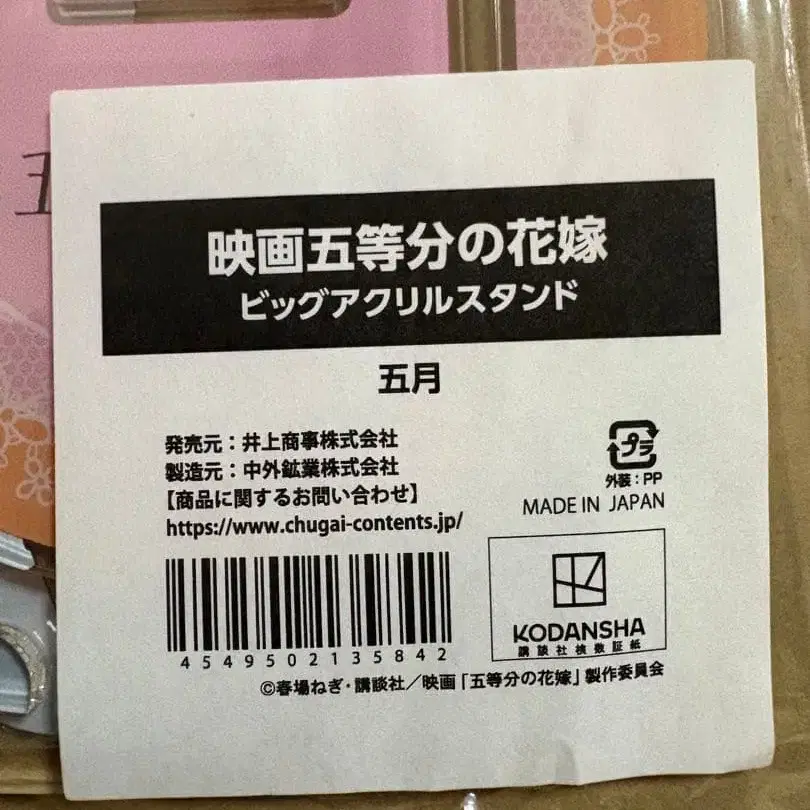 五
映画五等分の花嫁
ビッグアクリルスタンド
五月
発売元：井上商事株式会社
製造元：中外鉱業株式会社
【商品に関するお問い合わせ】
https://www.chugai-contents.jp/
プラ
外装：PP
MADE IN JAPAN
4549502135842
KODANSHA
講談社検数証紙
©春場ねぎ・講談社／映画「五等分の花嫁」製作委員会